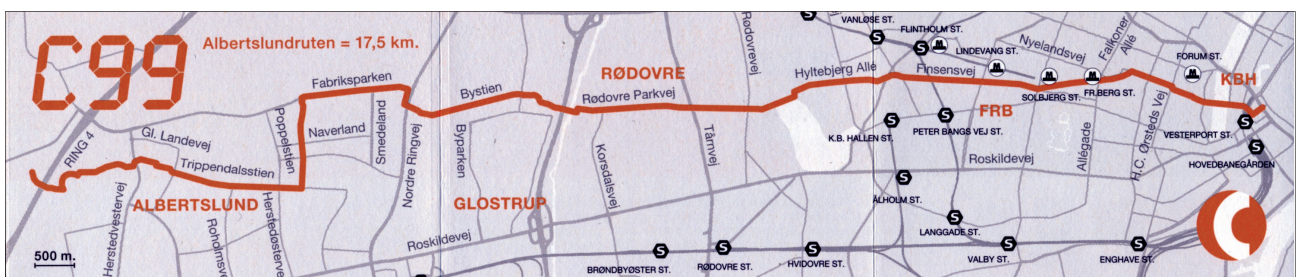 C99
Albertslundruten = 17,5 km.
RING 4
Gl. Landevej
Trippendalsstien
ALBERTSLUND
Herstedvestervej
Roholmsv
Herstedøstervej
Poppelstien
Fabriksparken
Naverland
Smedeland
Nordre Ringvej
Bystien
Byparken
GLOSTRUP
Roskildevej
RØDOVRE
Rødovre Parkvej
Korsdalsvej
Tårnvej
Rødovrevej
Hyltebjerg Allé
VANLØSE ST.
FLINTHOLM ST.
LINDEVANG ST.
Finsensvej
Nyelandsvej
Falkoner
Allé
SOLBJERG ST.
FR.BERG ST.
FORUM ST.
KBH
FRB
K.B. HALLEN ST.
PETER BANGS VEJ ST.
Roskildevej
Allégade
H.C. Ørsteds Vej
VESTERPORT ST.
HOVEDBANEGÅRDEN
ÅLHOLM ST.
LANGGADE ST.
BRØNDBYØSTER ST.
RØDOVRE ST.
HVIDOVRE ST.
VALBY ST.
ENGHAVE ST.
S
S
S
S
S
S
S
S
S
S
S
S
S
S
C
500 m.